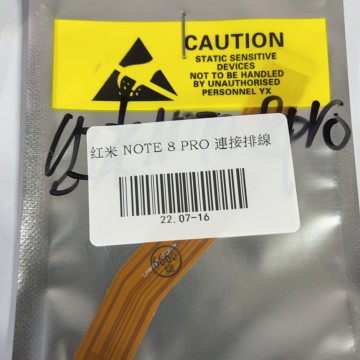 CAUTION
STATIC SENSITIVE
DEVICES
NOT TO BE HANDLED
BY UNAUTHORISED
PERSONNEL YX
红米 NOTE 8 PRO 連接排線
22.07-16